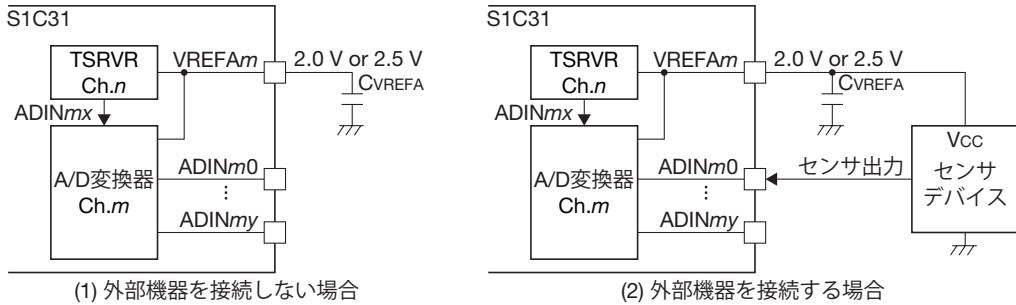 S1C31
TSRVR
Ch.n
VREFAm
2.0 V or 2.5 V
CVREFA
ADINmx
A/D変換器
Ch.m
ADINm0
⋮
ADINmy
(1) 外部機器を接続しない場合
S1C31
TSRVR
Ch.n
VREFAm
2.0 V or 2.5 V
CVREFA
ADINmx
A/D変換器
Ch.m
ADINm0
⋮
ADINmy
センサ出力
VCC
センサ
デバイス
(2) 外部機器を接続する場合